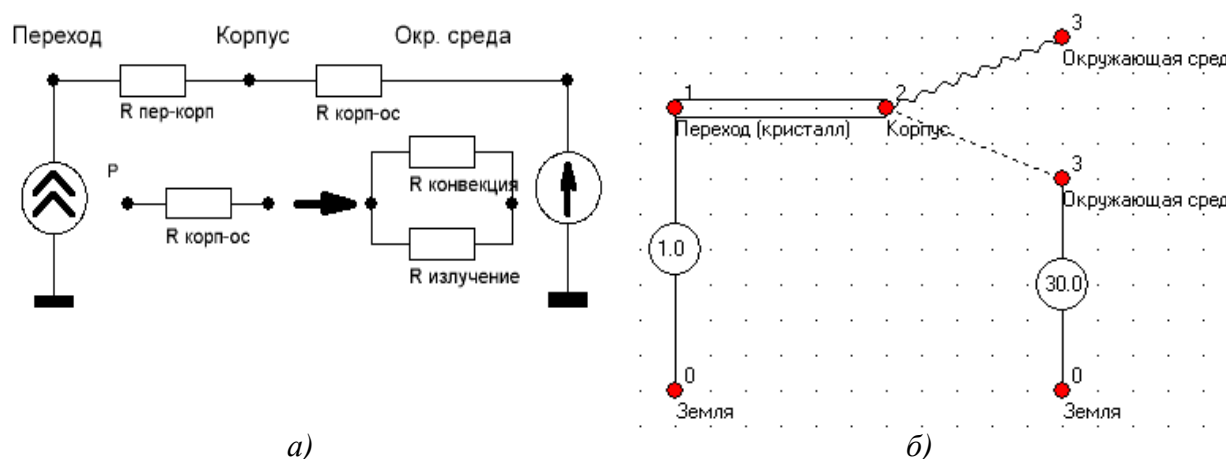 Переход Корпус Окр. среда
R пер-корп R корп-ос
P
R корп-ос
R конвекция
R излучение
а)
3
Окружающая сред
1 2
Переход (кристалл) Корпус
3
Окружающая сред
1.0
30.0
0 0
Земля Земля
б)